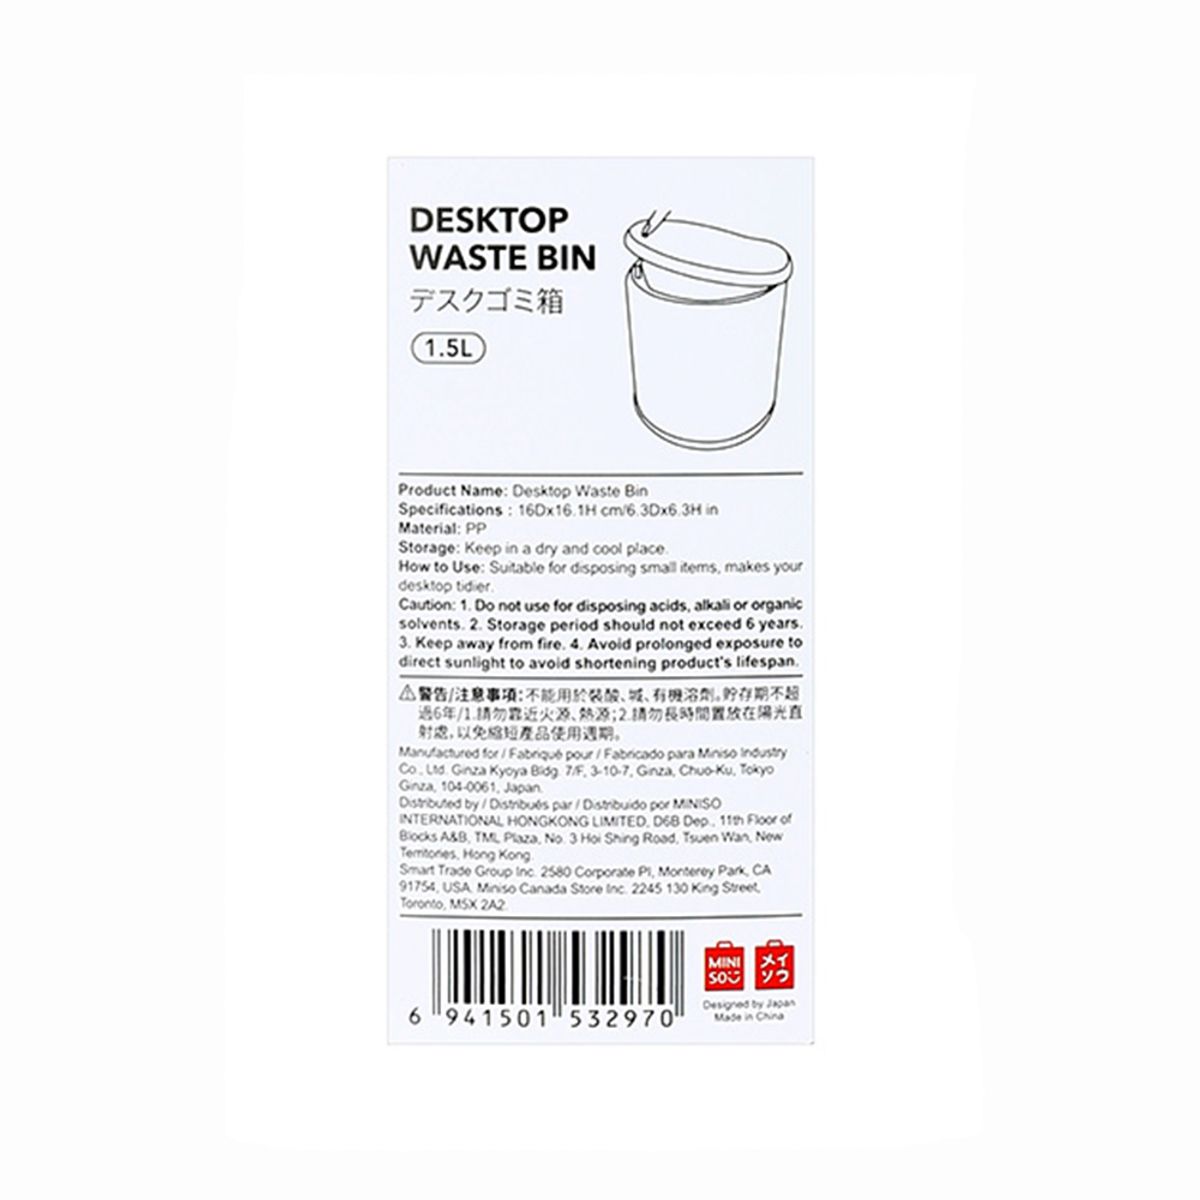 DESKTOP
WASTE BIN
デスクゴミ箱
1.5L
Product Name: Desktop Waste Bin
Specifications : 16Dx16.1H cm/6.3Dx6.3H in
Material: PP
Storage: Keep in a dry and cool place.
How to Use: Suitable for disposing small items, makes your
desktop tidier.
Caution: 1. Do not use for disposing acids, alkali or organic
solvents. 2. Storage period should not exceed 6 years.
3. Keep away from fire. 4. Avoid prolonged exposure to
direct sunlight to avoid shortening product's lifespan.
⚠警告/注意事項:不能用於裝酸、堿、有機溶劑。貯存期不超
過6年/1.請勿靠近火源、熱源;2.請勿長時間置放在陽光直
射處,以免縮短產品使用週期。
Manufactured for / Fabriqué pour / Fabricado para Miniso Industry
Co., Ltd. Ginza Kyoya Bldg. 7/F, 3-10-7, Ginza, Chuo-Ku, Tokyo
Ginza, 104-0061, Japan.
Distributed by / Distribués par / Distribuido por MINISO
INTERNATIONAL HONGKONG LIMITED, D6B Dep., 11th Floor of
Blocks A&B, TML Plaza, No. 3 Hoi Shing Road, Tsuen Wan, New
Territories, Hong Kong.
Smart Trade Group Inc. 2580 Corporate Pl, Monterey Park, CA
91754, USA. Miniso Canada Store Inc. 2245 130 King Street,
Toronto, M5X 2A2.
6 941501 532970
MINI
SO
メイ
ソウ
Designed by Japan
Made in China